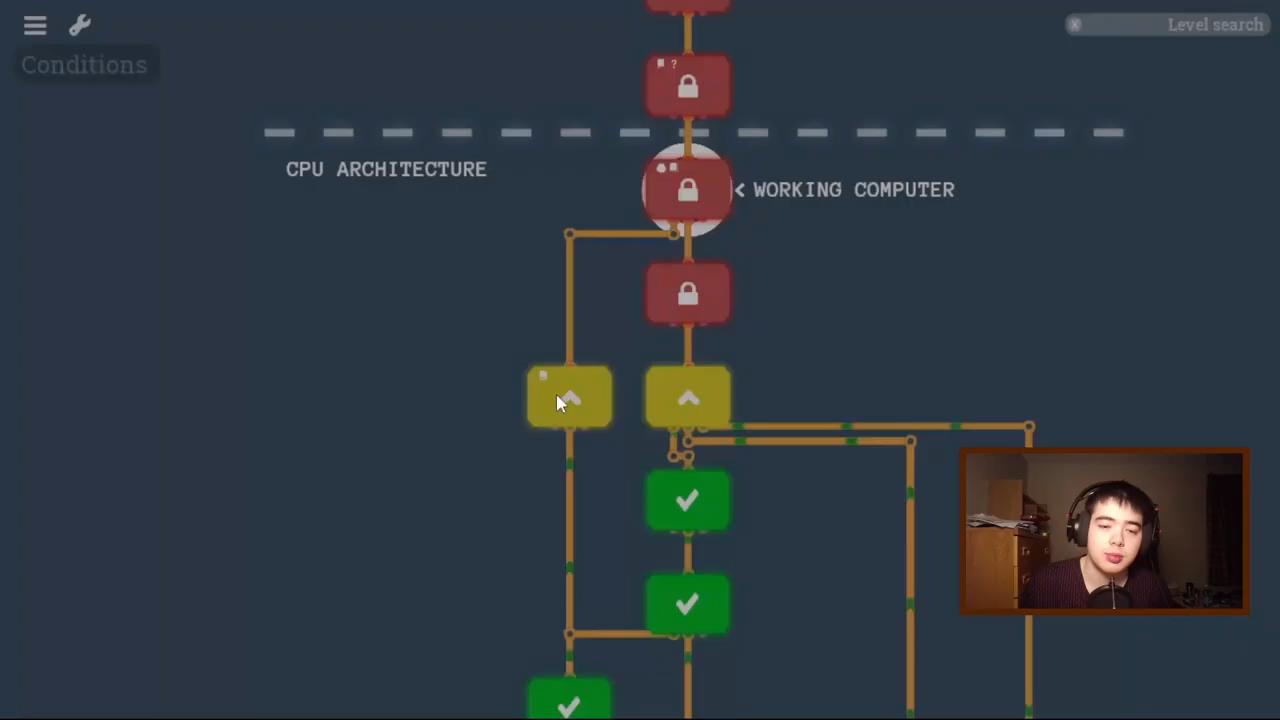 Level search
Conditions
?
CPU ARCHITECTURE
< WORKING COMPUTER